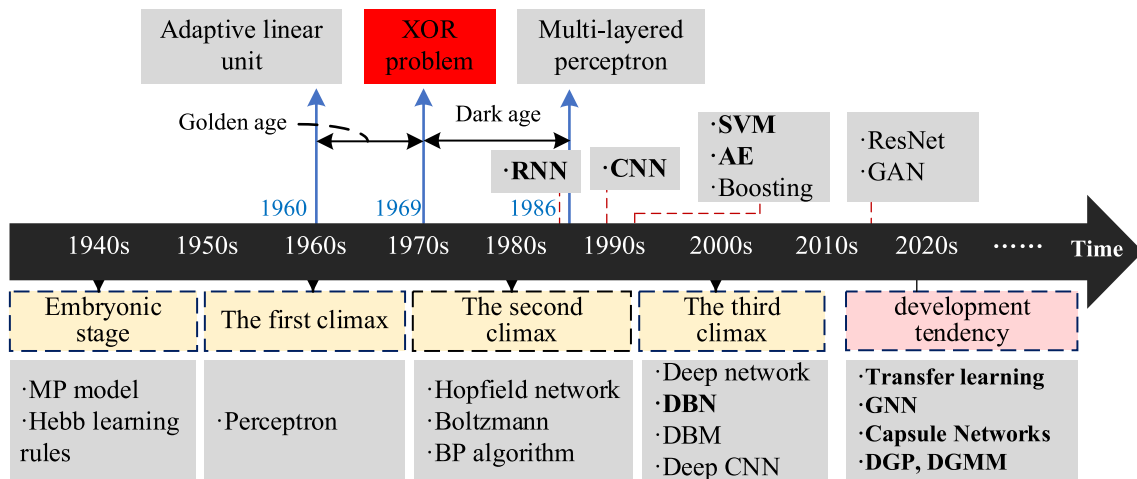 Adaptive linear
unit
XOR
problem
Multi-layered
perceptron
Golden age
Dark age
·SVM
·AE
·Boosting
·ResNet
·GAN
·RNN
·CNN
1960
1969
1986
1940s 1950s 1960s 1970s 1980s 1990s 2000s 2010s 2020s ······ Time
Embryonic
stage
The first climax
The second
climax
The third
climax
development
tendency
·MP model
·Hebb learning
rules
·Perceptron
·Hopfield network
·Boltzmann
·BP algorithm
·Deep network
·DBN
·DBM
·Deep CNN
·Transfer learning
·GNN
·Capsule Networks
·DGP, DGMM